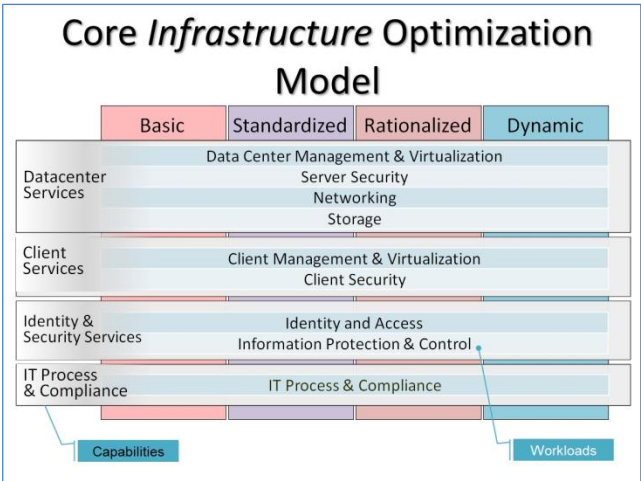 Core Infrastructure Optimization
Model
Basic
Standardized
Rationalized
Dynamic
Datacenter
Services
Data Center Management & Virtualization
Server Security
Networking
Storage
Client
Services
Client Management & Virtualization
Client Security
Identity &
Security Services
Identity and Access
Information Protection & Control
IT Process
& Compliance
IT Process & Compliance
Capabilities
Workloads